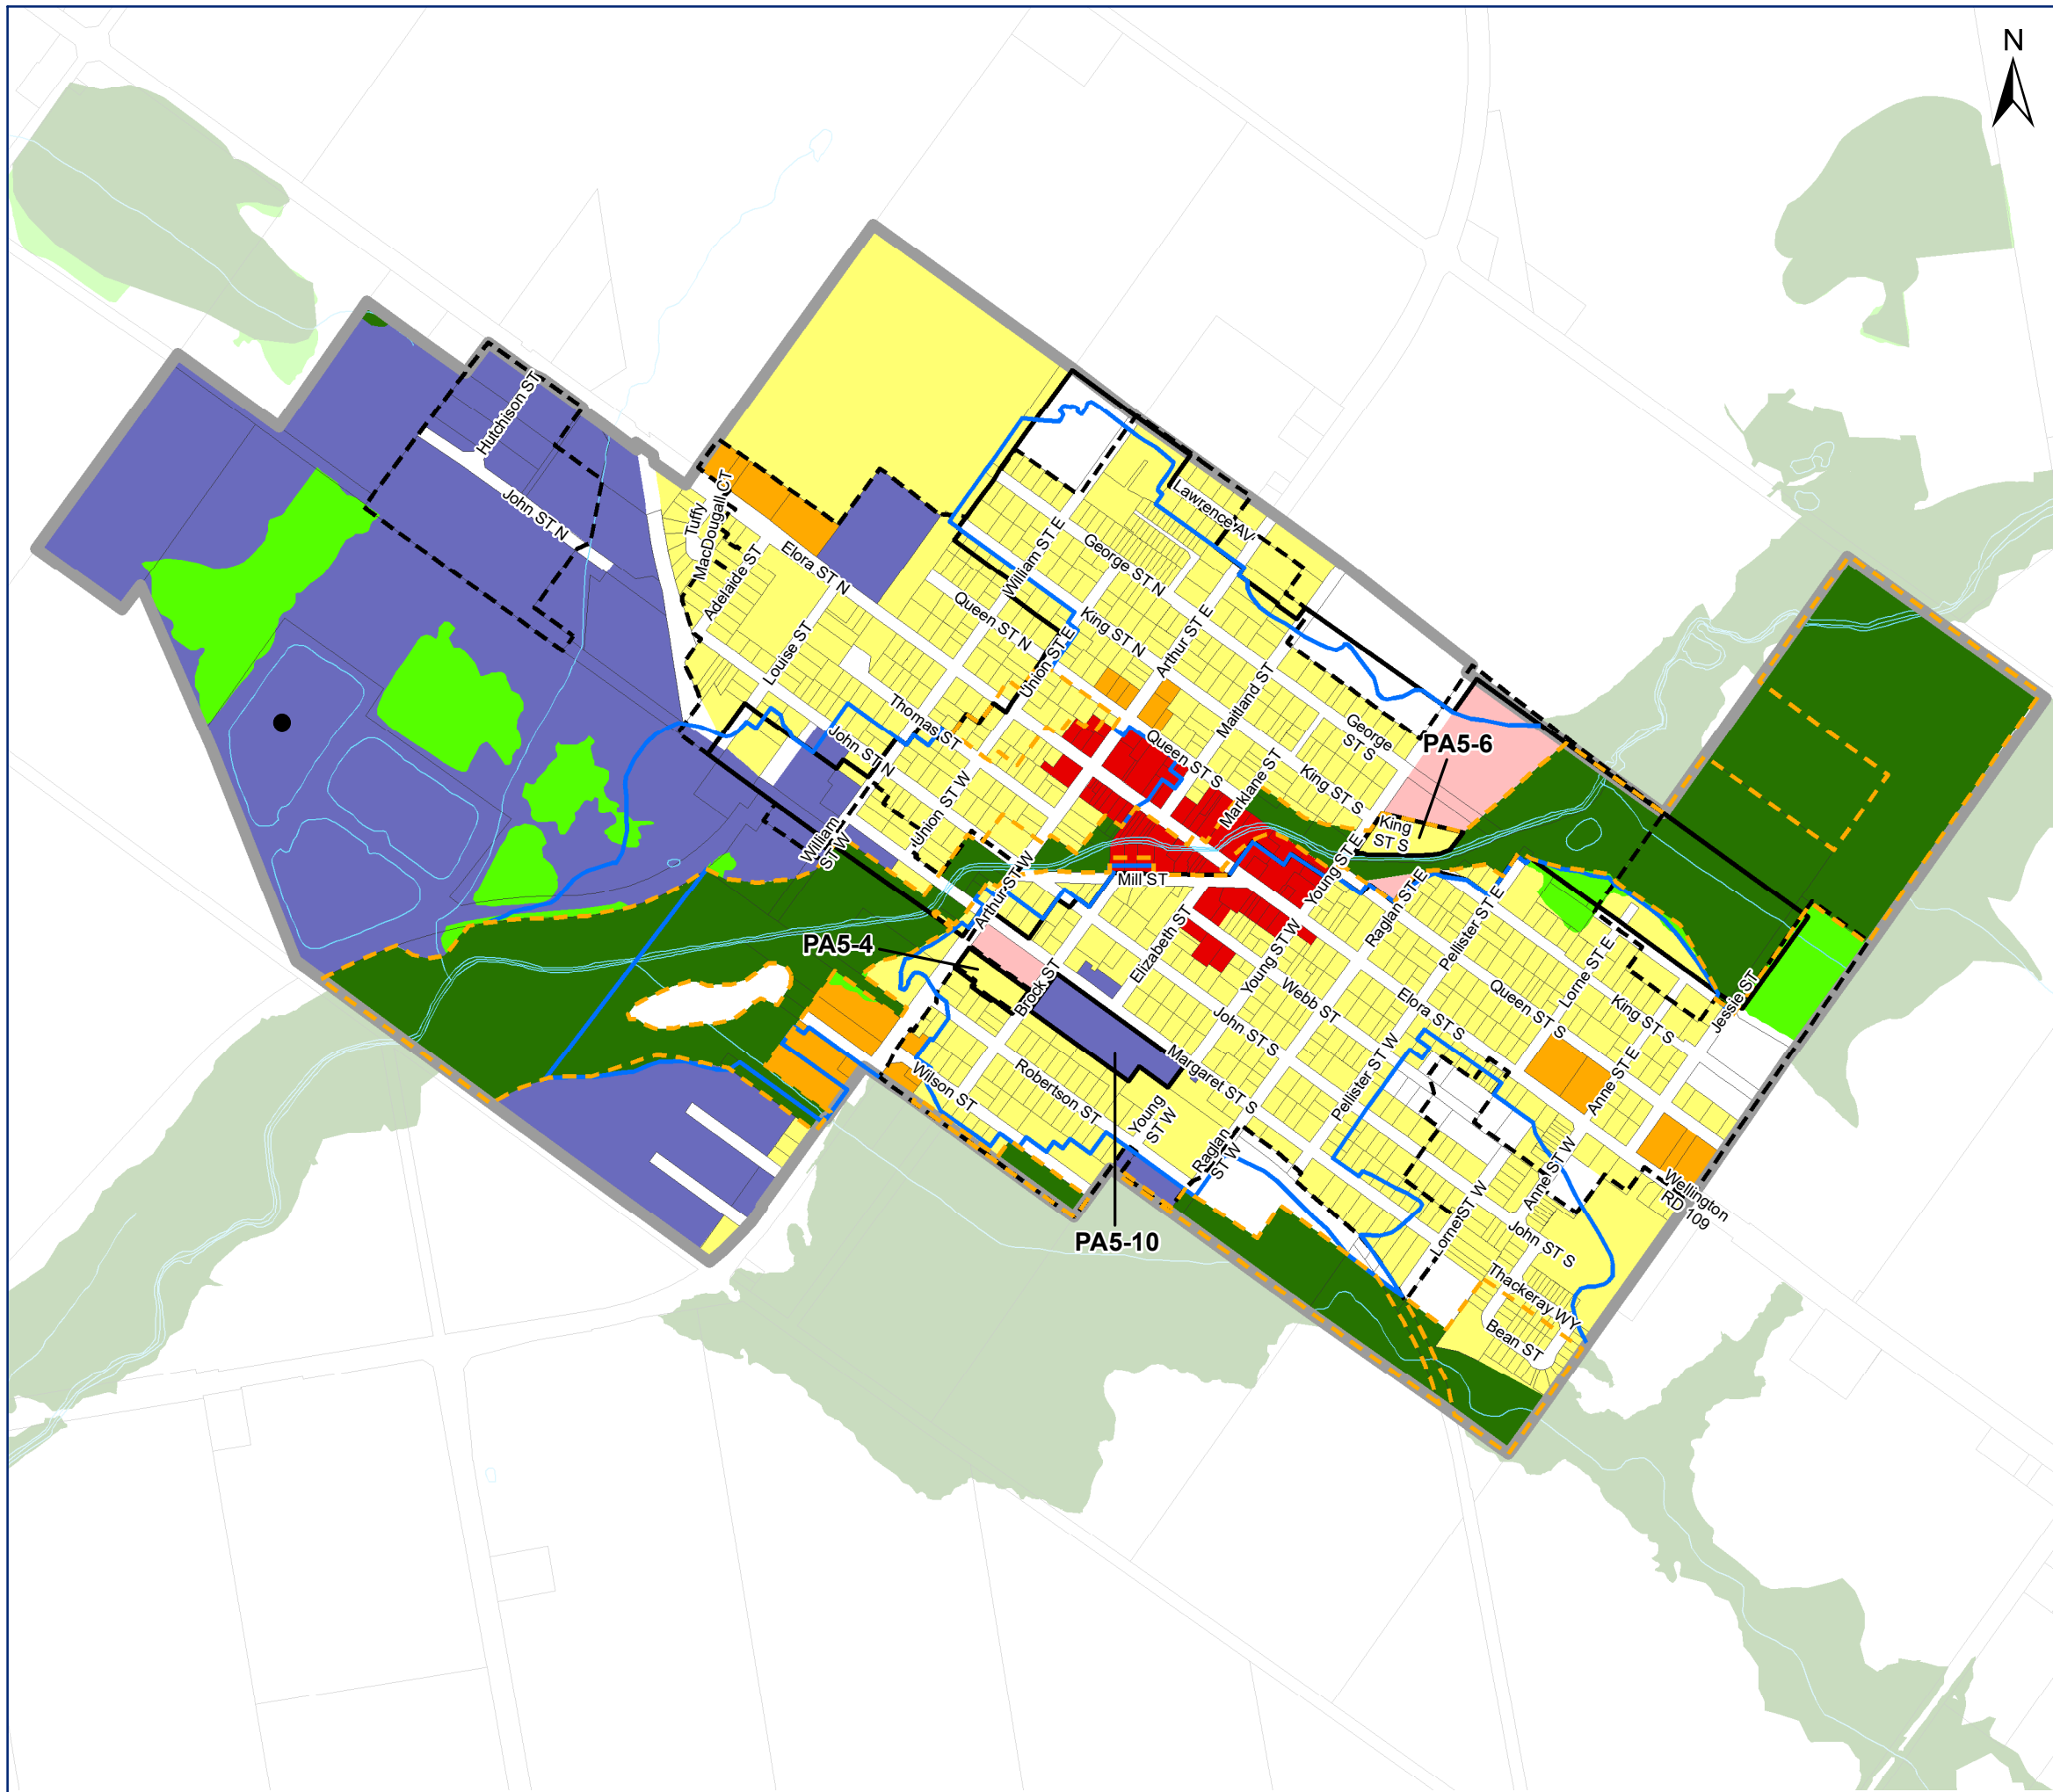 N
Hutchison ST
John ST N
Tuffy
MacDougall CT
Adelaide ST
Elora ST N
Louise ST
Lawrence AV
William ST E
George ST N
Queen ST N
King ST N
Union ST E
Arthur ST E
Maitland ST
Thomas ST
John ST N
Queen ST S
George
ST S
PA5-6
King ST S
Marklane ST
Union ST W
William
ST W
King
ST S
Young ST E
Mill ST
Arthur ST W
Raglan ST E
Pellister ST E
PA5-4
Elizabeth ST
Young ST W
Brock ST
Webb ST
Elora ST S
Queen ST S
Lorne ST E
King ST S
Jessie ST
John ST S
Margaret ST S
Robertson ST
Wilson ST
Young
ST W
Raglan
ST W
Pellister ST W
Anne ST E
Anne ST W
Lorne ST W
Wellington
RD 109
John ST S
PA5-10
Thackeray WY
Bean ST